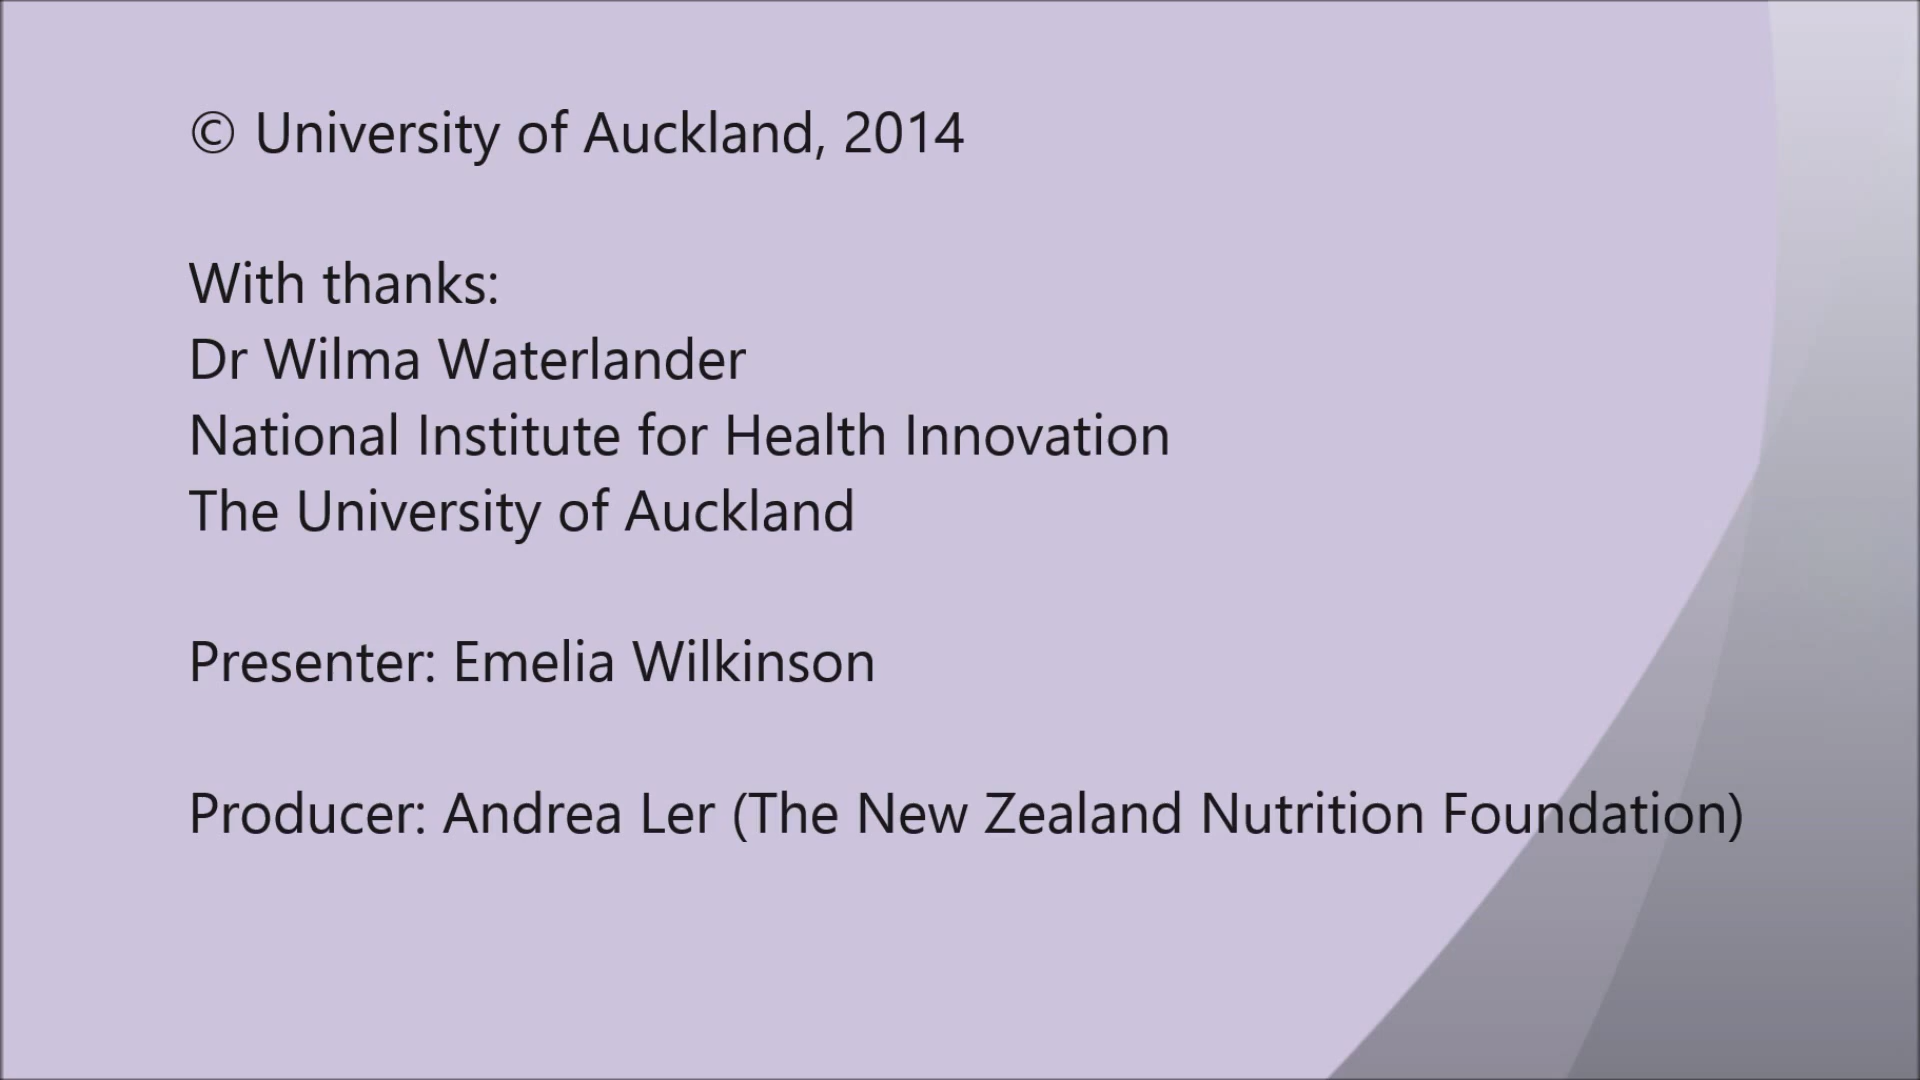 © University of Auckland, 2014
With thanks:
Dr Wilma Waterlander
National Institute for Health Innovation
The University of Auckland
Presenter: Emelia Wilkinson
Producer: Andrea Ler (The New Zealand Nutrition Foundation)